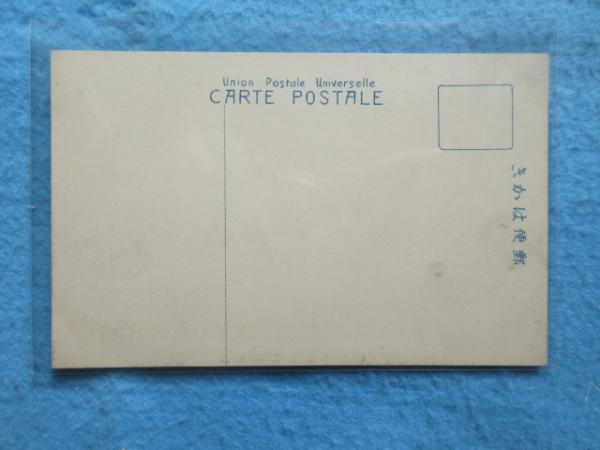 Union Postale Universelle
CARTE POSTALE
きかは便郵